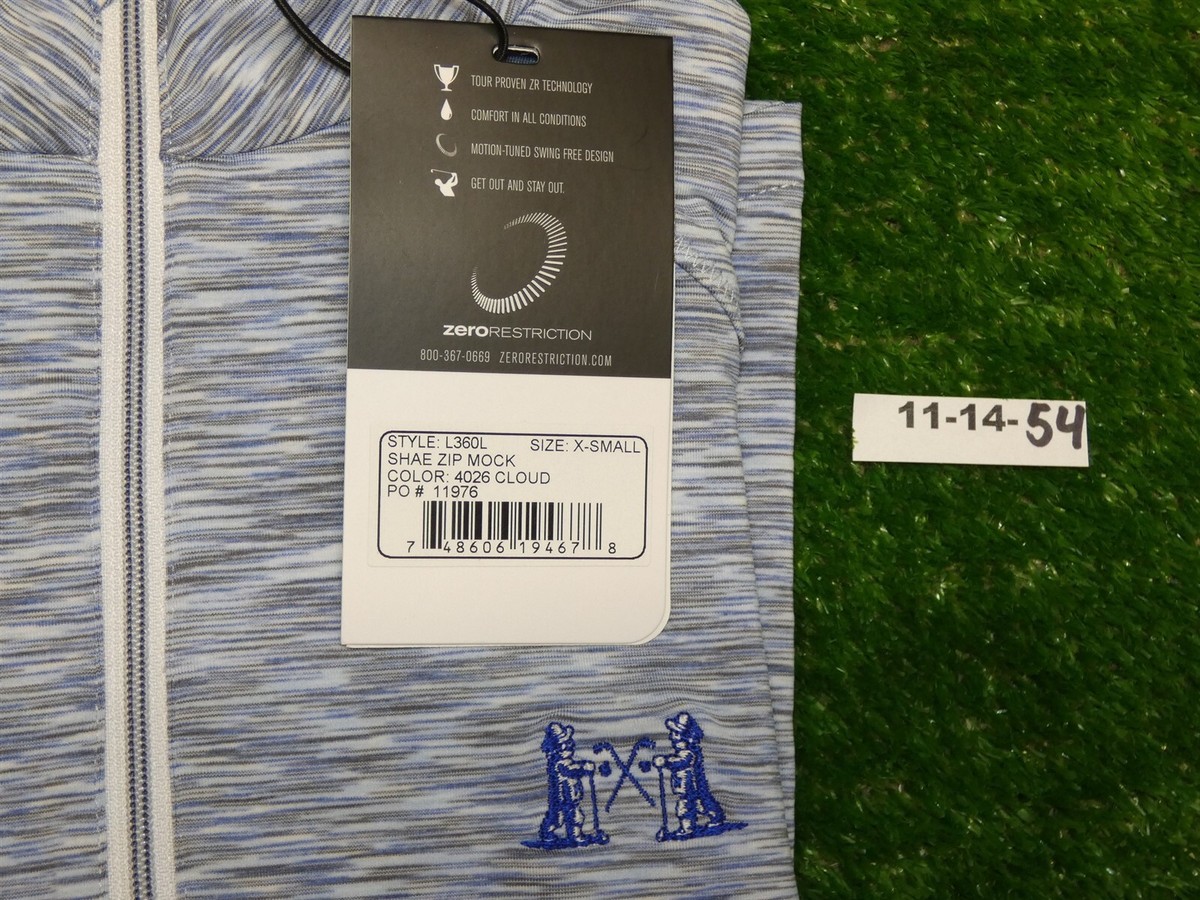 TOUR PROVEN ZR TECHNOLOGY
COMFORT IN ALL CONDITIONS
MOTION-TUNED SWING FREE DESIGN
GET OUT AND STAY OUT.
zeroRESTRICTION
800-367-0669 ZERORESTRICTION.COM
STYLE: L360L SIZE: X-SMALL
SHAE ZIP MOCK
COLOR: 4026 CLOUD
PO # 11976
7 48606 19467 8
11-14-54